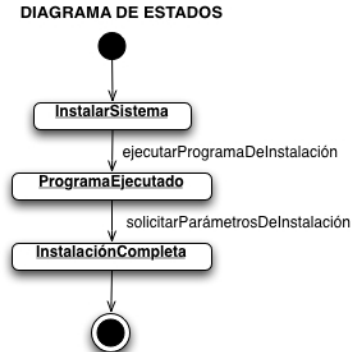 DIAGRAMA DE ESTADOS
InstalarSistema
ejecutarProgramaDeInstalación
ProgramaEjecutado
solicitarParámetrosDeInstalación
InstalaciónCompleta